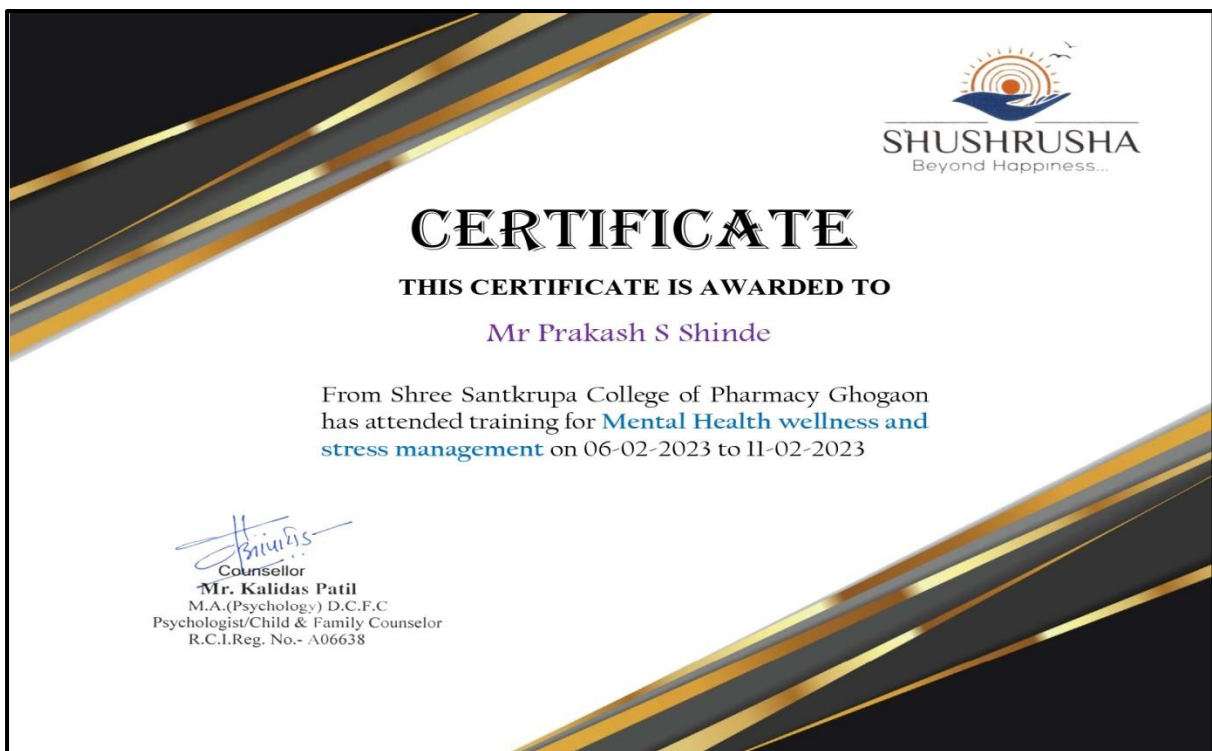 SHUSHRUSHA
Beyond Happiness...
CERTIFICATE
THIS CERTIFICATE IS AWARDED TO
Mr Prakash S Shinde
From Shree Santkrupa College of Pharmacy Ghogaon
has attended training for Mental Health wellness and
stress management on 06-02-2023 to 11-02-2023
Counsellor
Mr. Kalidas Patil
M.A.(Psychology) D.C.F.C
Psychologist/Child & Family Counselor
R.C.I.Reg. No.- A06638